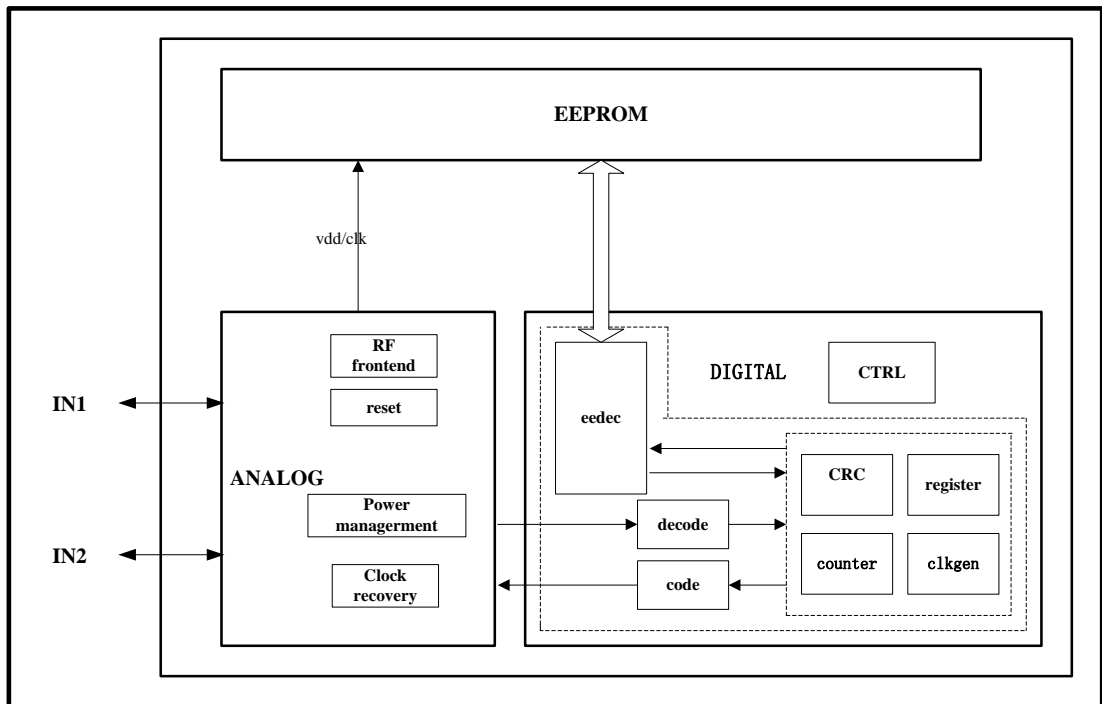 EEPROM
vdd/clk
RF
frontend
reset
ANALOG
Power
managerment
Clock
recovery
IN1
IN2
DIGITAL
CTRL
eedec
CRC
register
decode
counter
clkgen
code